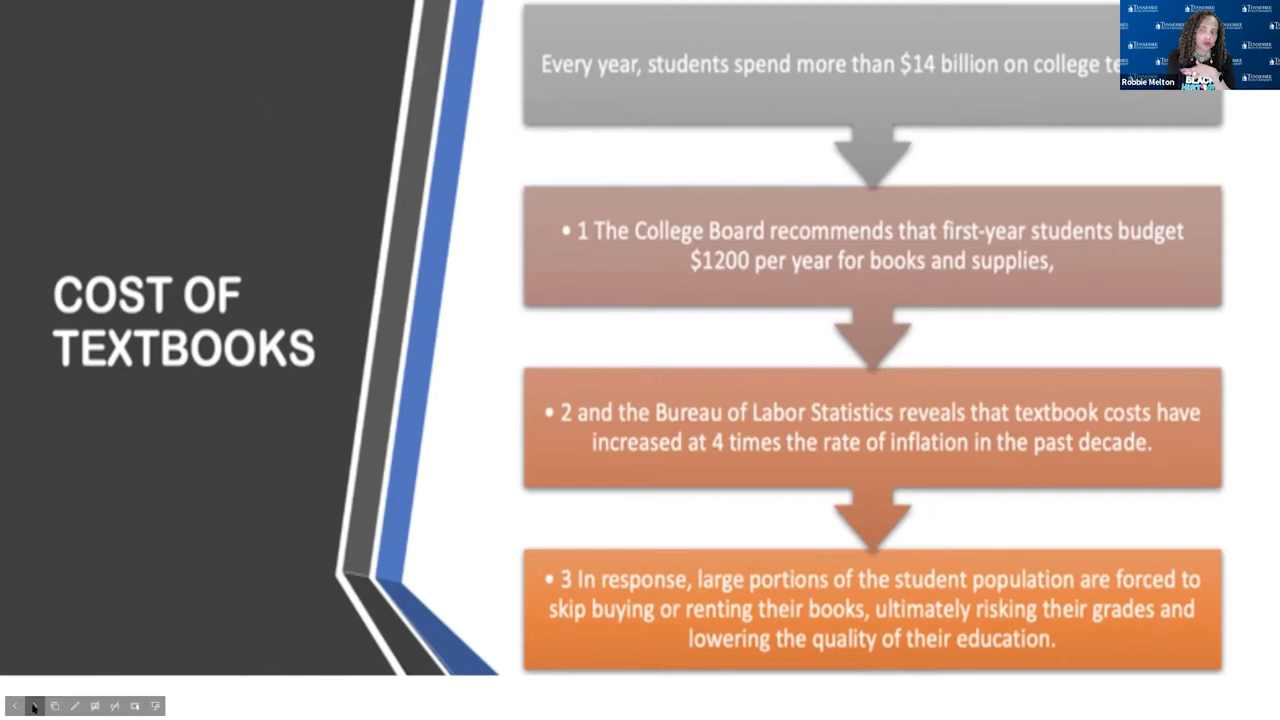 Every year, students spend more than $14 billion on college
Robbie Melton
• 1 The College Board recommends that first-year students budget
$1200 per year for books and supplies,
COST OF
TEXTBOOKS
• 2 and the Bureau of Labor Statistics reveals that textbook costs have
increased at 4 times the rate of inflation in the past decade.
• 3 In response, large portions of the student population are forced to
skip buying or renting their books, ultimately risking their grades and
lowering the quality of their education.